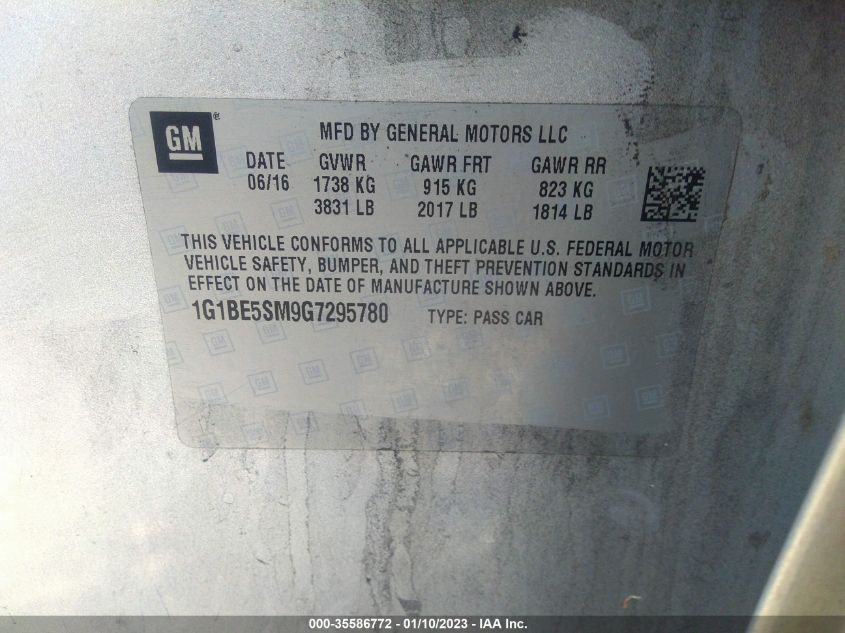 GM®
MFD BY GENERAL MOTORS LLC
DATE GVWR GAWR FRT GAWR RR
06/16 1738 KG 915 KG 823 KG
3831 LB 2017 LB 1814 LB
THIS VEHICLE CONFORMS TO ALL APPLICABLE U.S. FEDERAL MOTOR
VEHICLE SAFETY, BUMPER, AND THEFT PREVENTION STANDARDS IN
EFFECT ON THE DATE OF MANUFACTURE SHOWN ABOVE.
1G1BE5SM9G7295780 TYPE: PASS CAR
000-35586772 - 01/10/2023 - IAA Inc.